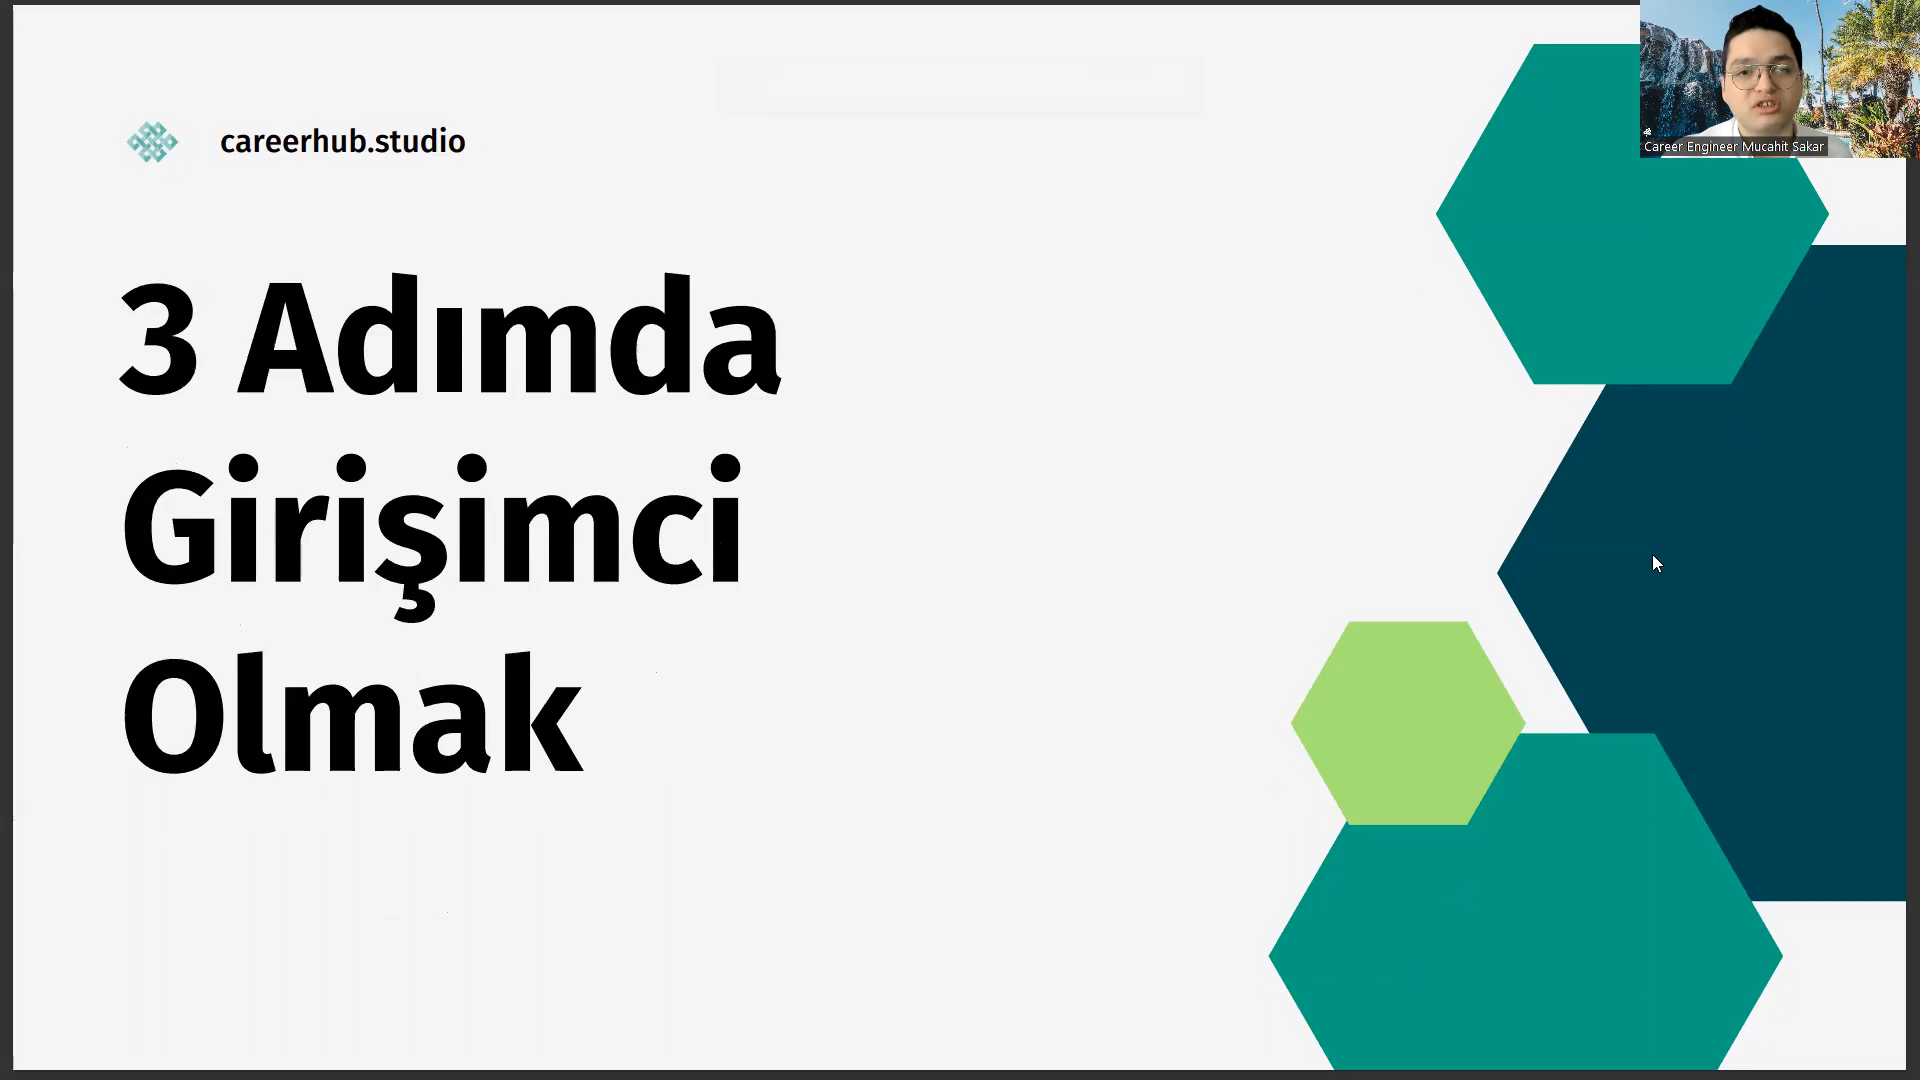 careerhub.studio
3 Adımda
Girişimci
Olmak
Career Engineer Mucahit Sakar